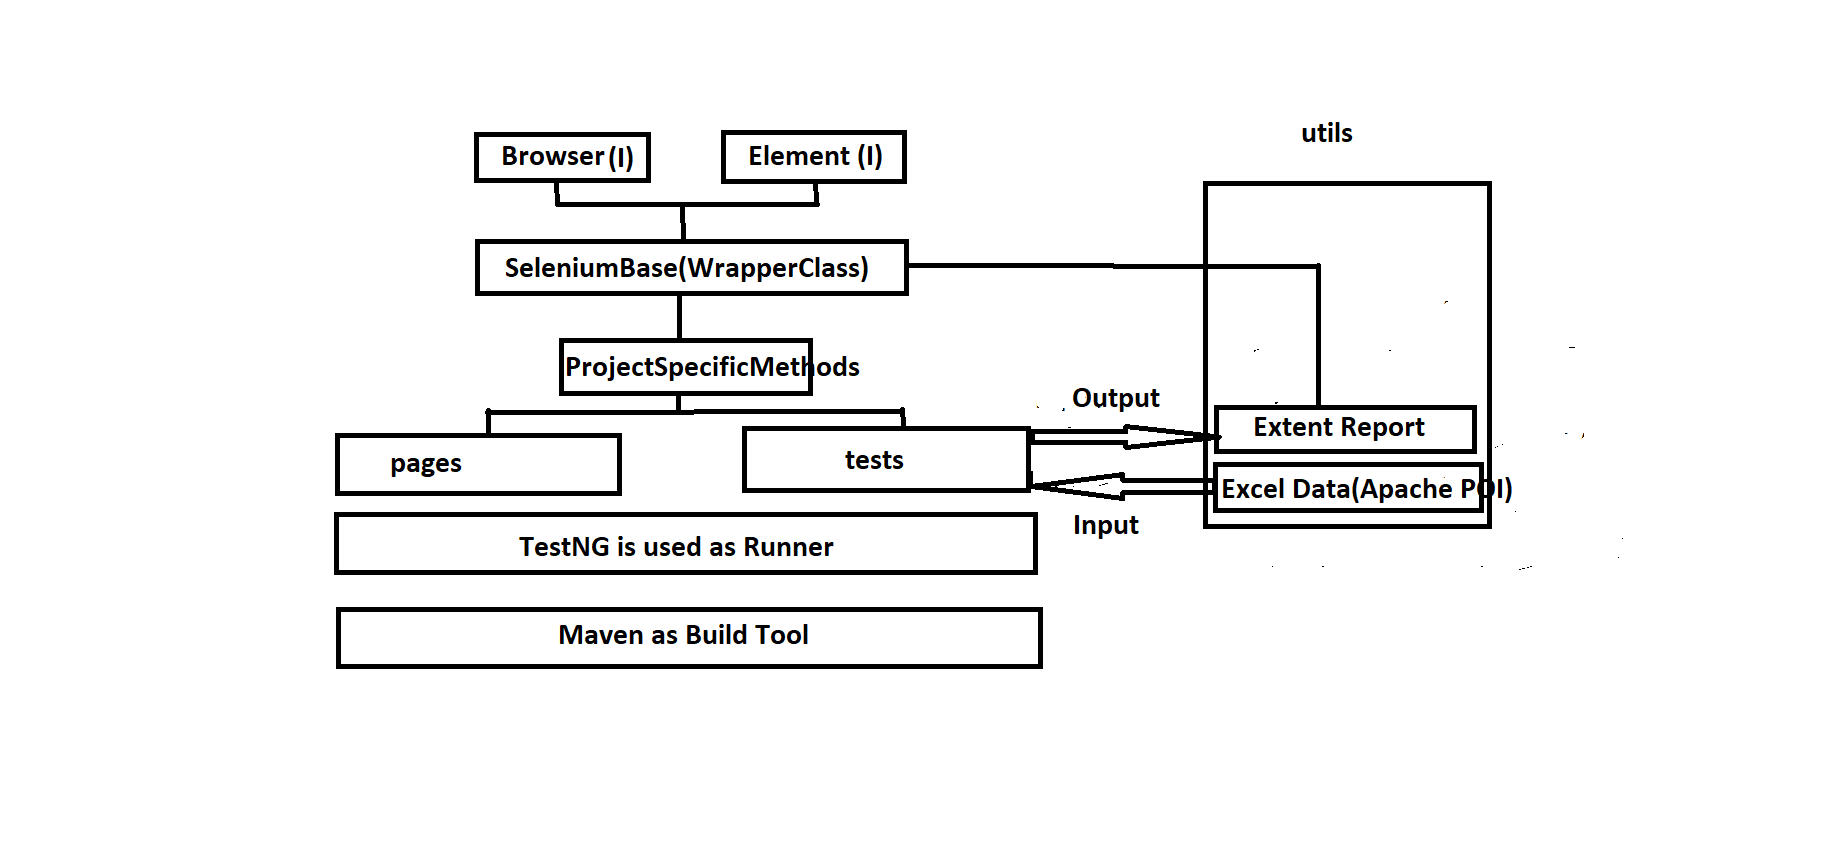 utils
Browser(I)
Element (I)
SeleniumBase(WrapperClass)
ProjectSpecificMethods
Output
Extent Report
pages
tests
Excel Data(Apache POI)
Input
TestNG is used as Runner
Maven as Build Tool